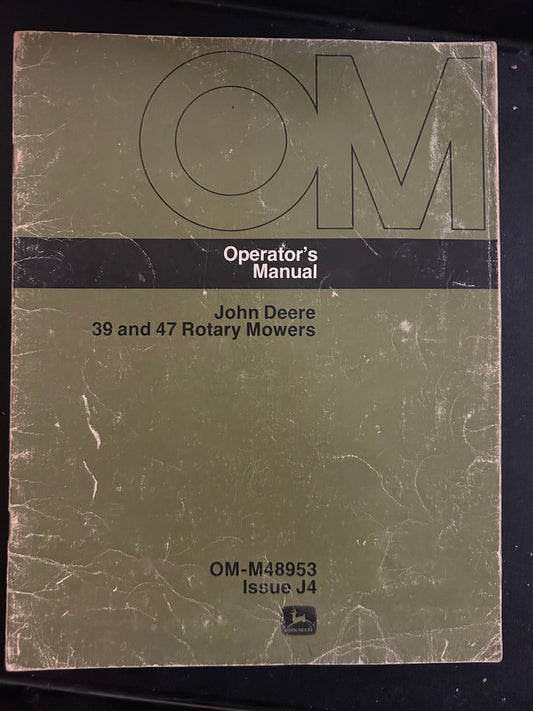 OM
Operator's
Manual
John Deere
39 and 47 Rotary Mowers
OM-M48953
Issue J4
JOHN DEERE